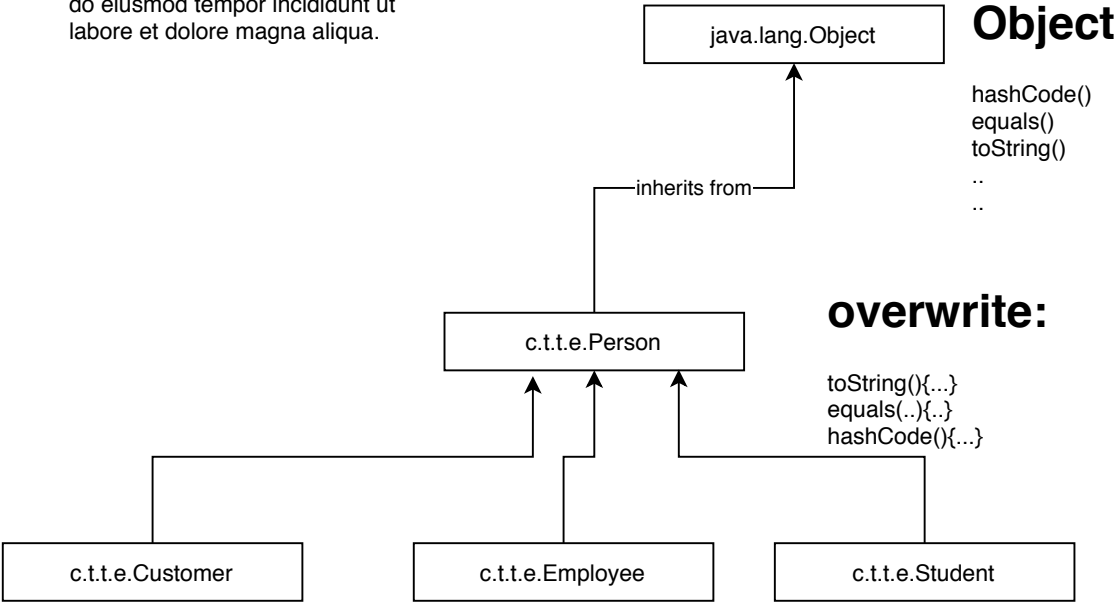 do eiusmod tempor incididunt ut
labore et dolore magna aliqua.
java.lang.Object
Object
hashCode()
equals()
toString()
..
..
inherits from
c.t.t.e.Person
overwrite:
toString(){...}
equals(..){..}
hashCode(){...}
c.t.t.e.Customer
c.t.t.e.Employee
c.t.t.e.Student